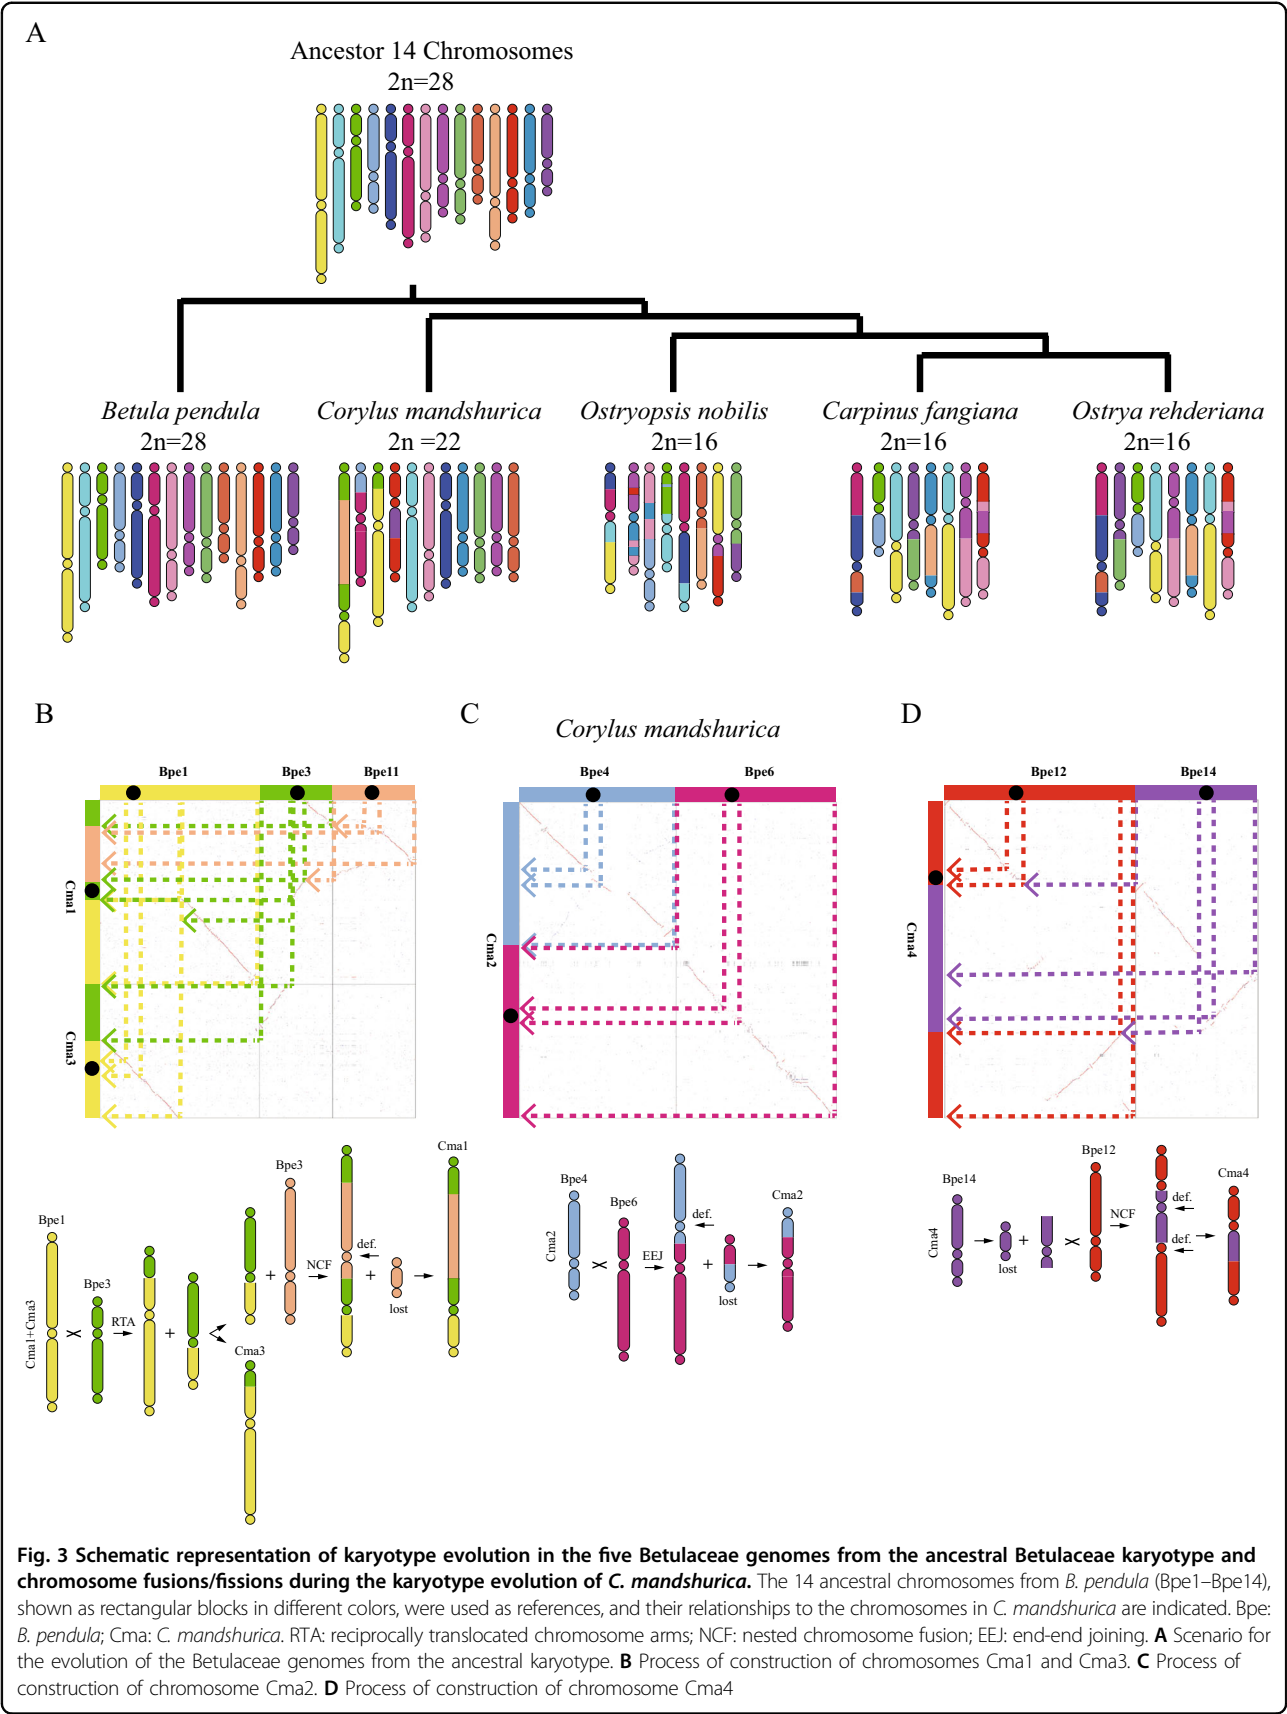 A
Ancestor 14 Chromosomes
2n=28
Betula pendula
2n=28
Corylus mandshurica
2n =22
Ostryopsis nobilis
2n=16
Carpinus fangiana
2n=16
Ostrya rehderiana
2n=16
B
Bpe1
Bpe3
Bpe11
Cma1
Cma3
C
Corylus mandshurica
Bpe4
Bpe6
Cma2
D
Bpe12
Bpe14
Cma4
Cma1+Cma3
Bpe1
Bpe3
RTA
+
Cma3
+
Bpe3
NCF
def.
+
lost
Cma1
Cma2
Bpe4
Bpe6
EEJ
def.
+
lost
Cma2
Cma4
Bpe14
lost
+
Bpe12
NCF
def.
def.
Cma4
Fig. 3 Schematic representation of karyotype evolution in the five Betulaceae genomes from the ancestral Betulaceae karyotype and
chromosome fusions/fissions during the karyotype evolution of C. mandshurica. The 14 ancestral chromosomes from B. pendula (Bpe1–Bpe14),
shown as rectangular blocks in different colors, were used as references, and their relationships to the chromosomes in C. mandshurica are indicated. Bpe:
B. pendula; Cma: C. mandshurica. RTA: reciprocally translocated chromosome arms; NCF: nested chromosome fusion; EEJ: end-end joining. A Scenario for
the evolution of the Betulaceae genomes from the ancestral karyotype. B Process of construction of chromosomes Cma1 and Cma3. C Process of
construction of chromosome Cma2. D Process of construction of chromosome Cma4